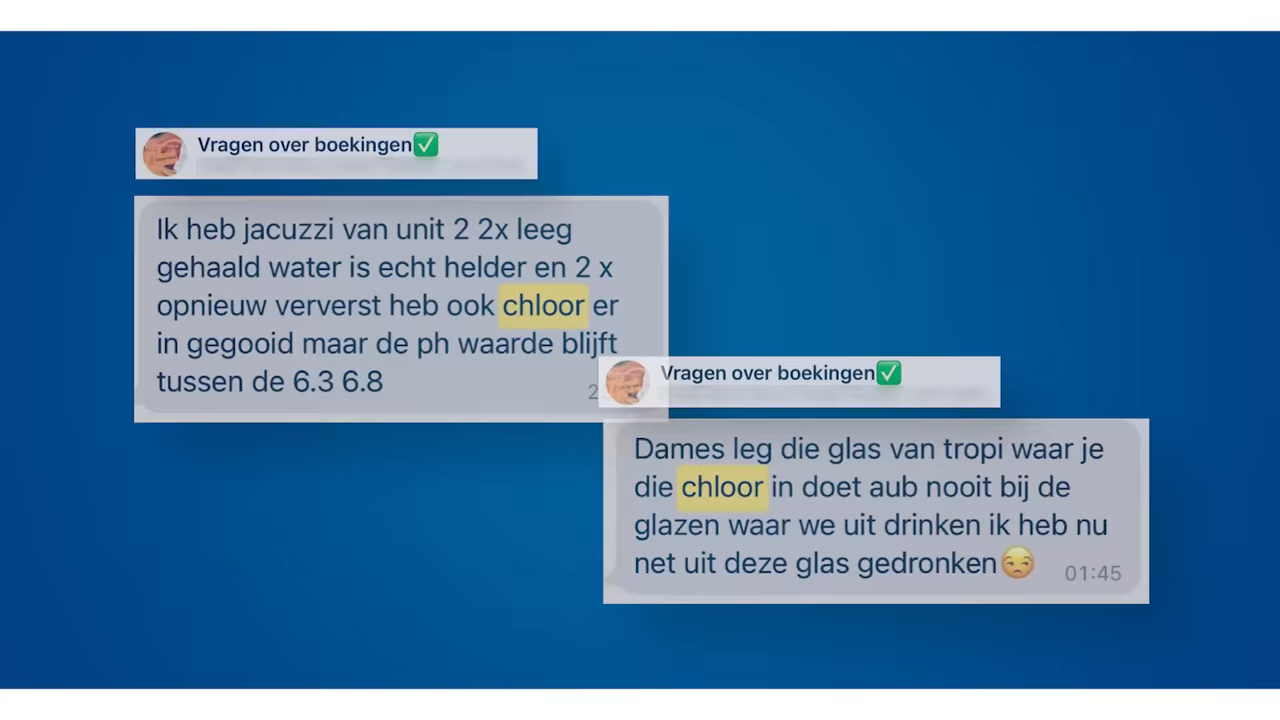 Vragen over boekingen✅
Ik heb jacuzzi van unit 2 2x leeg
gehaald water is echt helder en 2 x
opnieuw ververst heb ook chloor er
in gegooid maar de ph waarde blijft
tussen de 6.3 6.8
Vragen over boekingen✅
Dames leg die glas van tropi waar je
die chloor in doet aub nooit bij de
glazen waar we uit drinken ik heb nu
net uit deze glas gedronken😒
01:45